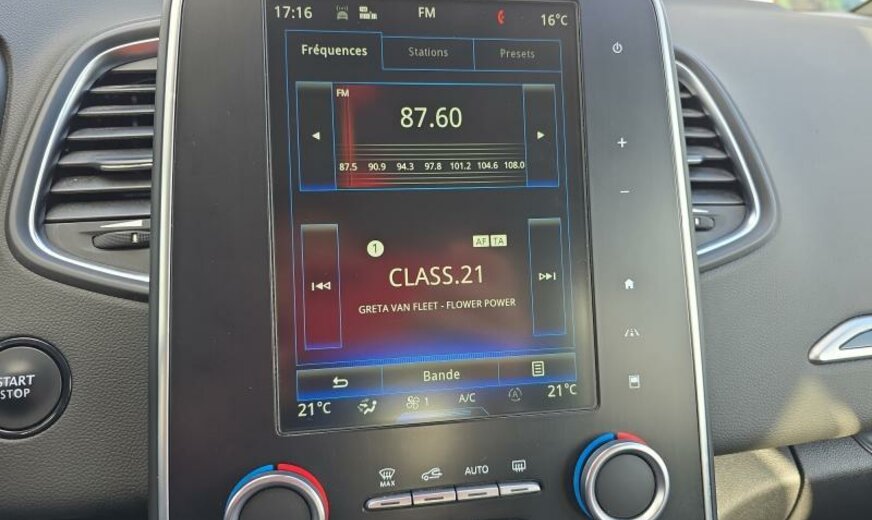 17:16 FM 16°C
Fréquences Stations Presets
FM
87.60
87.5 90.9 94.3 97.8 101.2 104.6 108.0
1 AF TA
CLASS.21
GRETA VAN FLEET - FLOWER POWER
Bande
21°C 1 A/C A 21°C
START
STOP
MAX AUTO